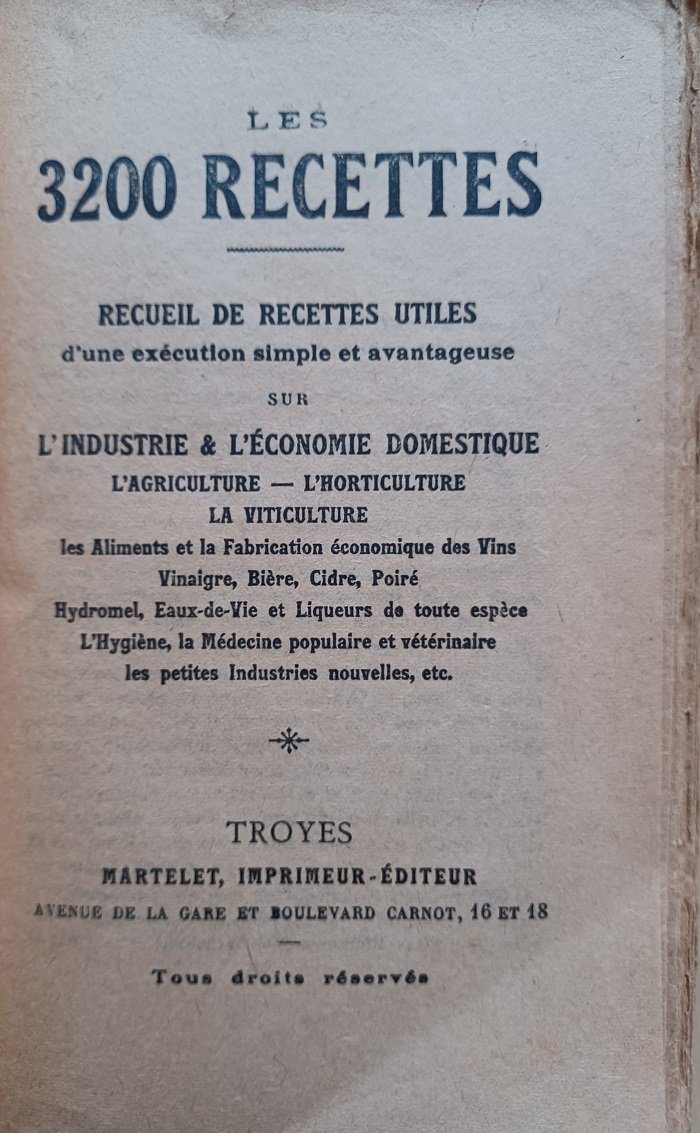 LES
3200 RECETTES
RECUEIL DE RECETTES UTILES
d'une exécution simple et avantageuse
SUR
L'INDUSTRIE & L'ÉCONOMIE DOMESTIQUE
L'AGRICULTURE — L'HORTICULTURE
LA VITICULTURE
les Aliments et la Fabrication économique des Vins
Vinaigre, Bière, Cidre, Poiré
Hydromel, Eaux-de-Vie et Liqueurs de toute espèce
L'Hygiène, la Médecine populaire et vétérinaire
les petites Industries nouvelles, etc.
TROYES
MARTELET, IMPRIMEUR-ÉDITEUR
AVENUE DE LA GARE ET BOULEVARD CARNOT, 16 ET 18
Tous droits réservés